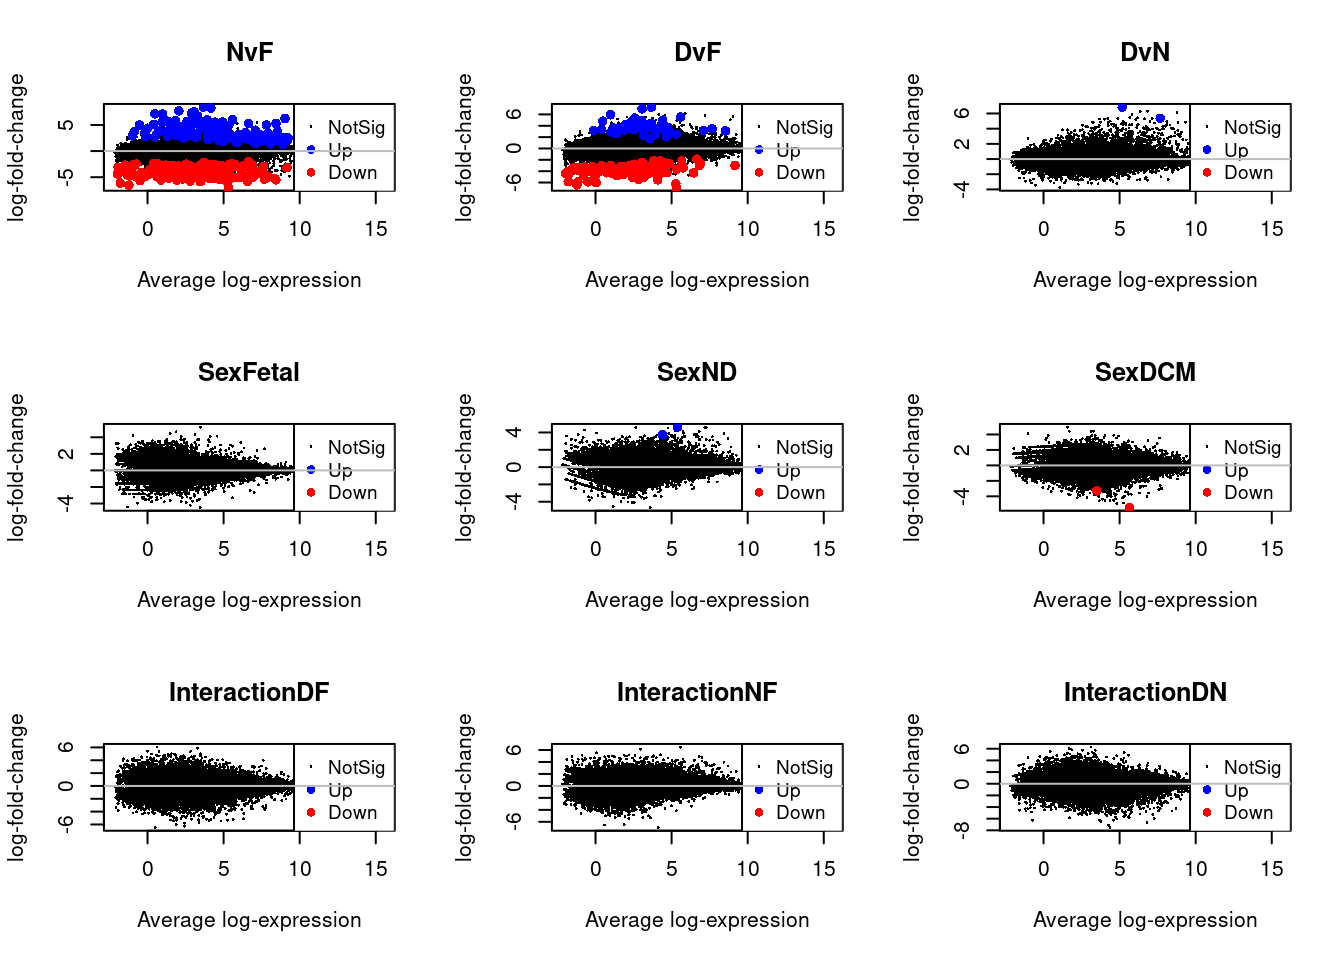 NvF
log-fold-change
5
-5
NotSig
Up
Down
0 5 10 15
Average log-expression
DvF
log-fold-change
6
0
-6
NotSig
Up
Down
0 5 10 15
Average log-expression
DvN
log-fold-change
6
2
-4
NotSig
Up
Down
0 5 10 15
Average log-expression
SexFetal
log-fold-change
2
-4
NotSig
Up
Down
0 5 10 15
Average log-expression
SexND
log-fold-change
4
0
-4
NotSig
Up
Down
0 5 10 15
Average log-expression
SexDCM
log-fold-change
2
-4
NotSig
Up
Down
0 5 10 15
Average log-expression
InteractionDF
log-fold-change
6
0
-6
NotSig
Up
Down
0 5 10 15
Average log-expression
InteractionNF
log-fold-change
6
0
-6
NotSig
Up
Down
0 5 10 15
Average log-expression
InteractionDN
log-fold-change
6
0
-8
NotSig
Up
Down
0 5 10 15
Average log-expression